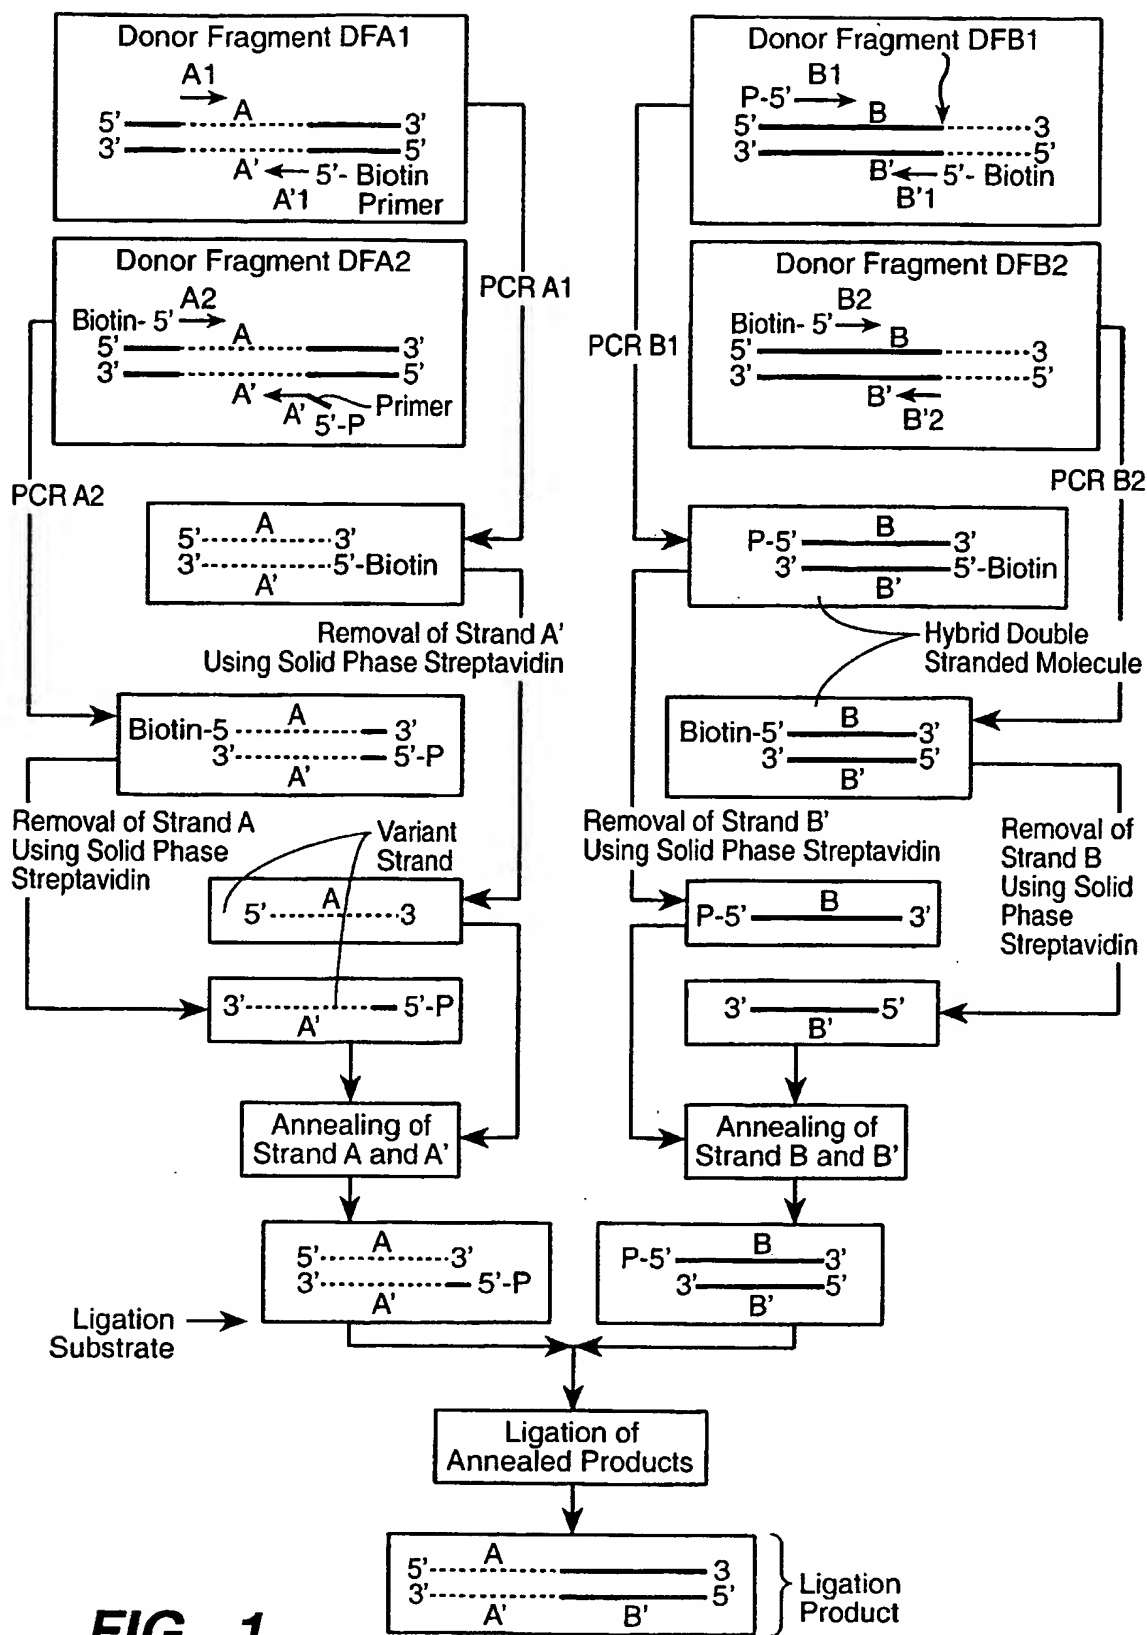 Donor Fragment DFA1
A1
A
5' 3'
3' 5'
A' 5'- Biotin
A'1 Primer
Donor Fragment DFB1
B1
P-5'
B
5' 3
3' 5'
B' 5'- Biotin
B'1
Donor Fragment DFA2
A2
Biotin- 5'
A
5' 3'
3' 5'
A'
A' Primer
5'-P
Donor Fragment DFB2
B2
Biotin- 5'
B
5' 3
3' 5'
B'
B'2
PCR A1
PCR B1
PCR A2
PCR B2
A
5' 3'
3' 5'-Biotin
A'
B
P-5' 3'
3' 5'-Biotin
B'
Removal of Strand A'
Using Solid Phase Streptavidin
Hybrid Double
Stranded Molecule
A
Biotin-5 3'
3' 5'-P
A'
B
Biotin-5' 3'
3' 5'
B'
Removal of Strand A
Using Solid Phase
Streptavidin
Variant
Strand
Removal of Strand B'
Using Solid Phase Streptavidin
Removal of
Strand B
Using Solid
Phase
Streptavidin
A
5' 3
B
P-5' 3'
3' 5'-P
A'
3' 5'
B'
Annealing of
Strand A and A'
Annealing of
Strand B and B'
A
5' 3'
3' 5'-P
A'
B
P-5' 3'
3' 5'
B'
Ligation
Substrate
Ligation of
Annealed Products
A
5' 3
3' 5'
A' B'
Ligation
Product
FIG._1